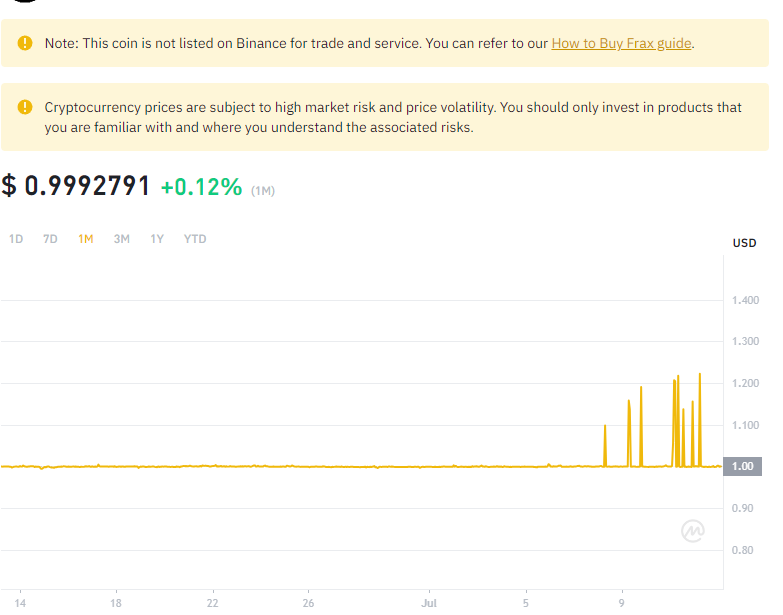 Note: This coin is not listed on Binance for trade and service. You can refer to our How to Buy Frax guide.
Cryptocurrency prices are subject to high market risk and price volatility. You should only invest in products that
you are familiar with and where you understand the associated risks.
$ 0.9992791 +0.12% (1M)
1D 7D 1M 3M 1Y YTD
USD
1.400
1.300
1.200
1.100
1.00
0.90
0.80
14 18 22 26 Jul 5 9